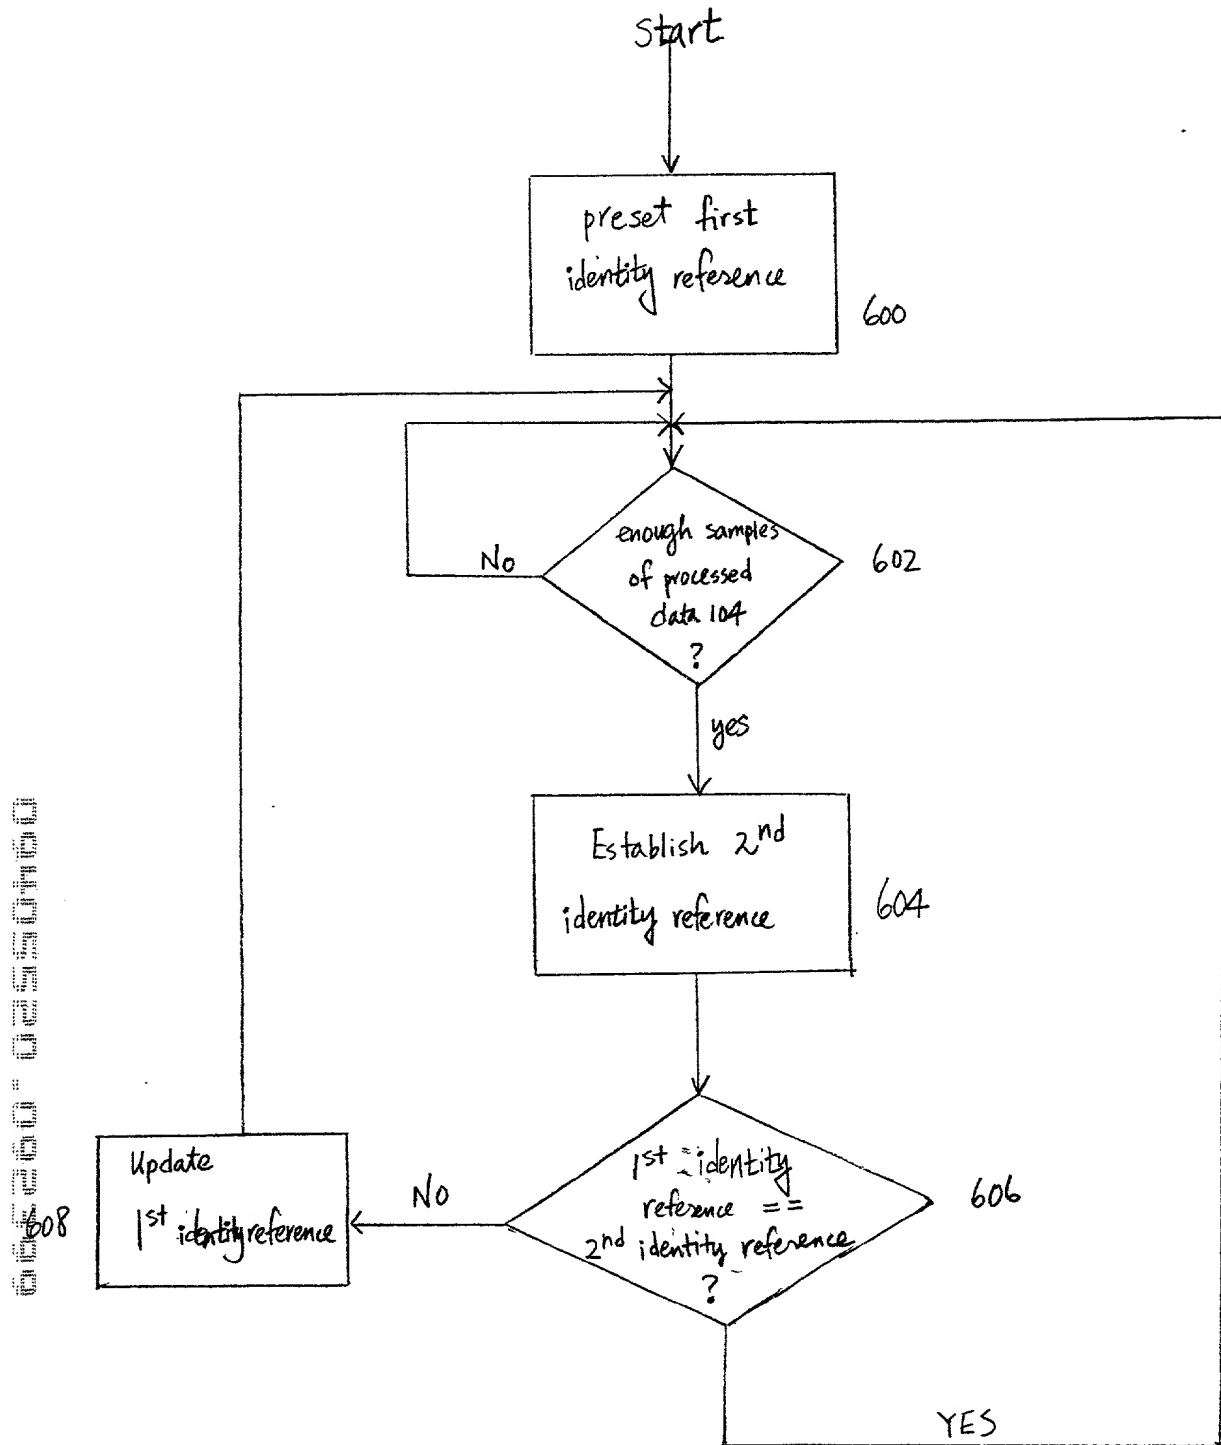 Start
preset first
identity reference
600
No
enough samples
of processed
data 104
?
602
yes
Establish 2nd
identity reference
604
Update
1st identity reference
608
NO
1st identity
reference ==
2nd identity reference
?
606
YES